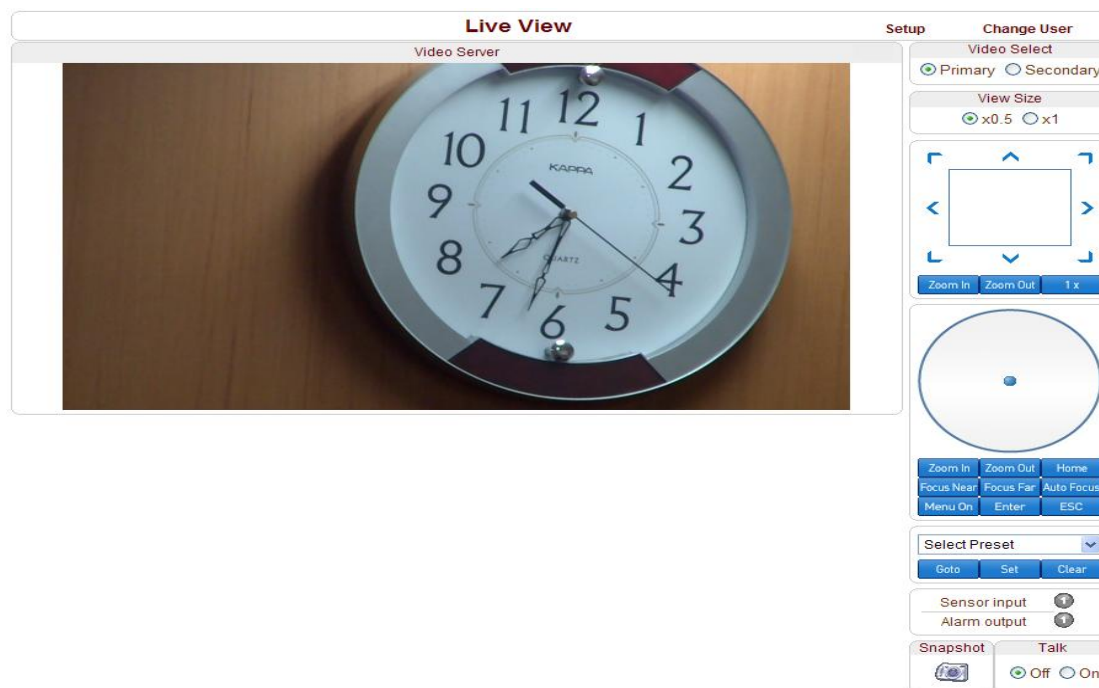 Live View
Setup Change User
Video Server
Video Select
Primary Secondary
View Size
x0.5 x1
12
11 1
10 2
KAPPA
9 3
8 4
QUARTZ
7 5
6
Zoom In Zoom Out 1 x
Zoom In Zoom Out Home
Focus Near Focus Far Auto Focus
Menu On Enter ESC
Select Preset
Goto Set Clear
Sensor input 1
Alarm output 1
Snapshot Talk
Off On